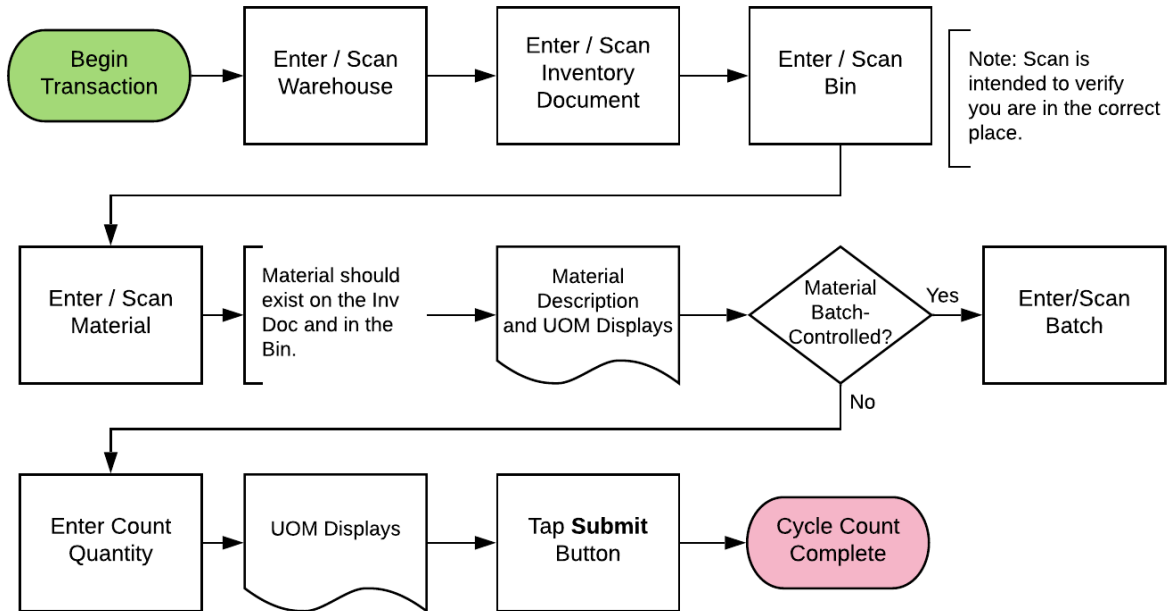 Begin
Transaction
Enter / Scan
Warehouse
Enter / Scan
Inventory
Document
Enter / Scan
Bin
Note: Scan is
intended to verify
you are in the correct
place.
Enter / Scan
Material
Material should
exist on the Inv
Doc and in the
Bin.
Material
Description
and UOM Displays
Material
Batch-
Controlled?
Yes
Enter/Scan
Batch
No
Enter Count
Quantity
UOM Displays
Tap Submit
Button
Cycle Count
Complete